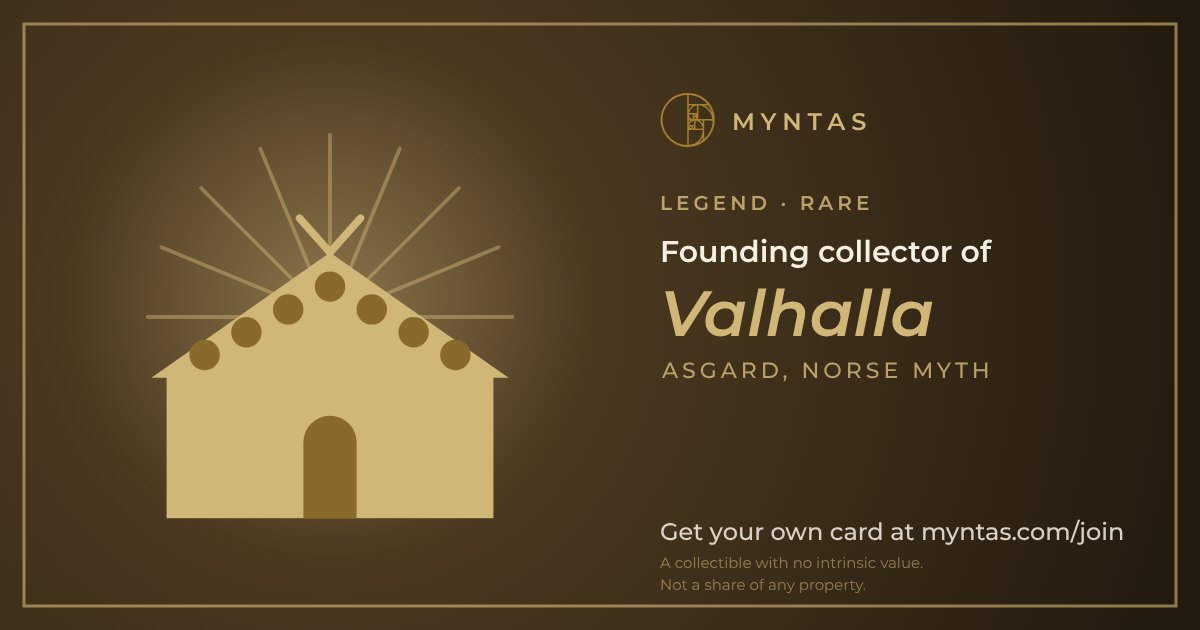 MYNTAS
LEGEND · RARE
Founding collector of
Valhalla
ASGARD, NORSE MYTH
Get your own card at myntas.com/join
A collectible with no intrinsic value.
Not a share of any property.